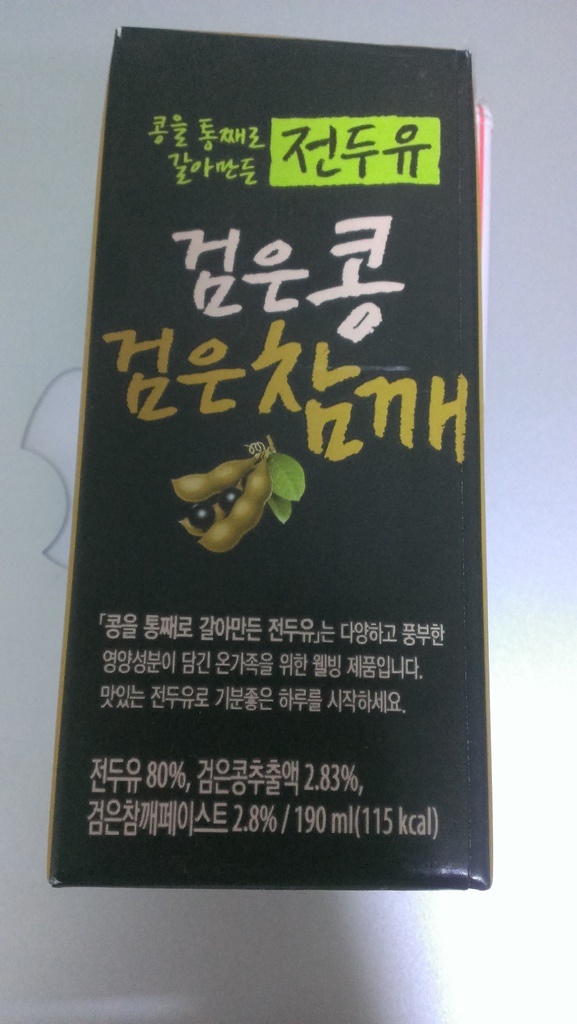 콩을 통째로
갈아만든
전두유
검은콩
검은참깨
「콩을 통째로 갈아만든 전두유」는 다양하고 풍부한
영양성분이 담긴 온가족을 위한 웰빙 제품입니다.
맛있는 전두유로 기분좋은 하루를 시작하세요.
전두유 80%, 검은콩추출액 2.83%,
검은참깨페이스트 2.8% / 190 ml(115 kcal)